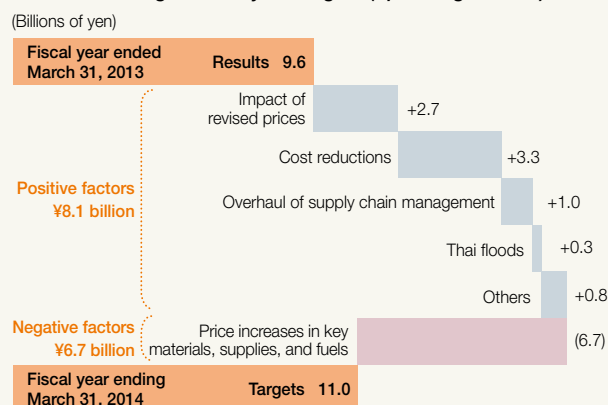 (Billions of yen)
Fiscal year ended
March 31, 2013
Results 9.6
Impact of
revised prices
+2.7
Cost reductions
+3.3
Positive factors
¥8.1 billion
Overhaul of supply chain management
+1.0
Thai floods
+0.3
Others
+0.8
Negative factors
¥6.7 billion
Price increases in key
materials, supplies, and fuels
(6.7)
Fiscal year ending
March 31, 2014
Targets 11.0